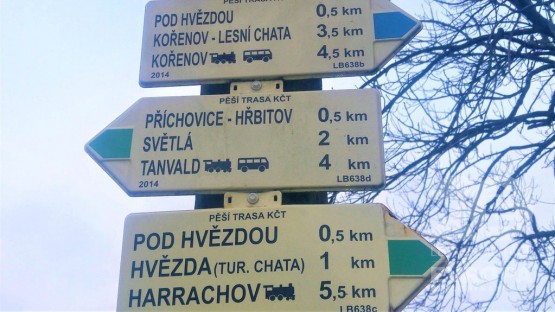 PĚŠÍ TRASA KČT
POD HVĚZDOU 0,5 km
KOŘENOV - LESNÍ CHATA 3,5 km
KOŘENOV 4,5 km
2014 LB638b
PĚŠÍ TRASA KČT
PŘÍCHOVICE - HŘBITOV 0,5 km
SVĚTLÁ 2 km
TANVALD 4 km
2014 LB638d
PĚŠÍ TRASA KČT
POD HVĚZDOU 0,5 km
HVĚZDA (TUR. CHATA) 1 km
HARRACHOV 5,5 km
LB638c